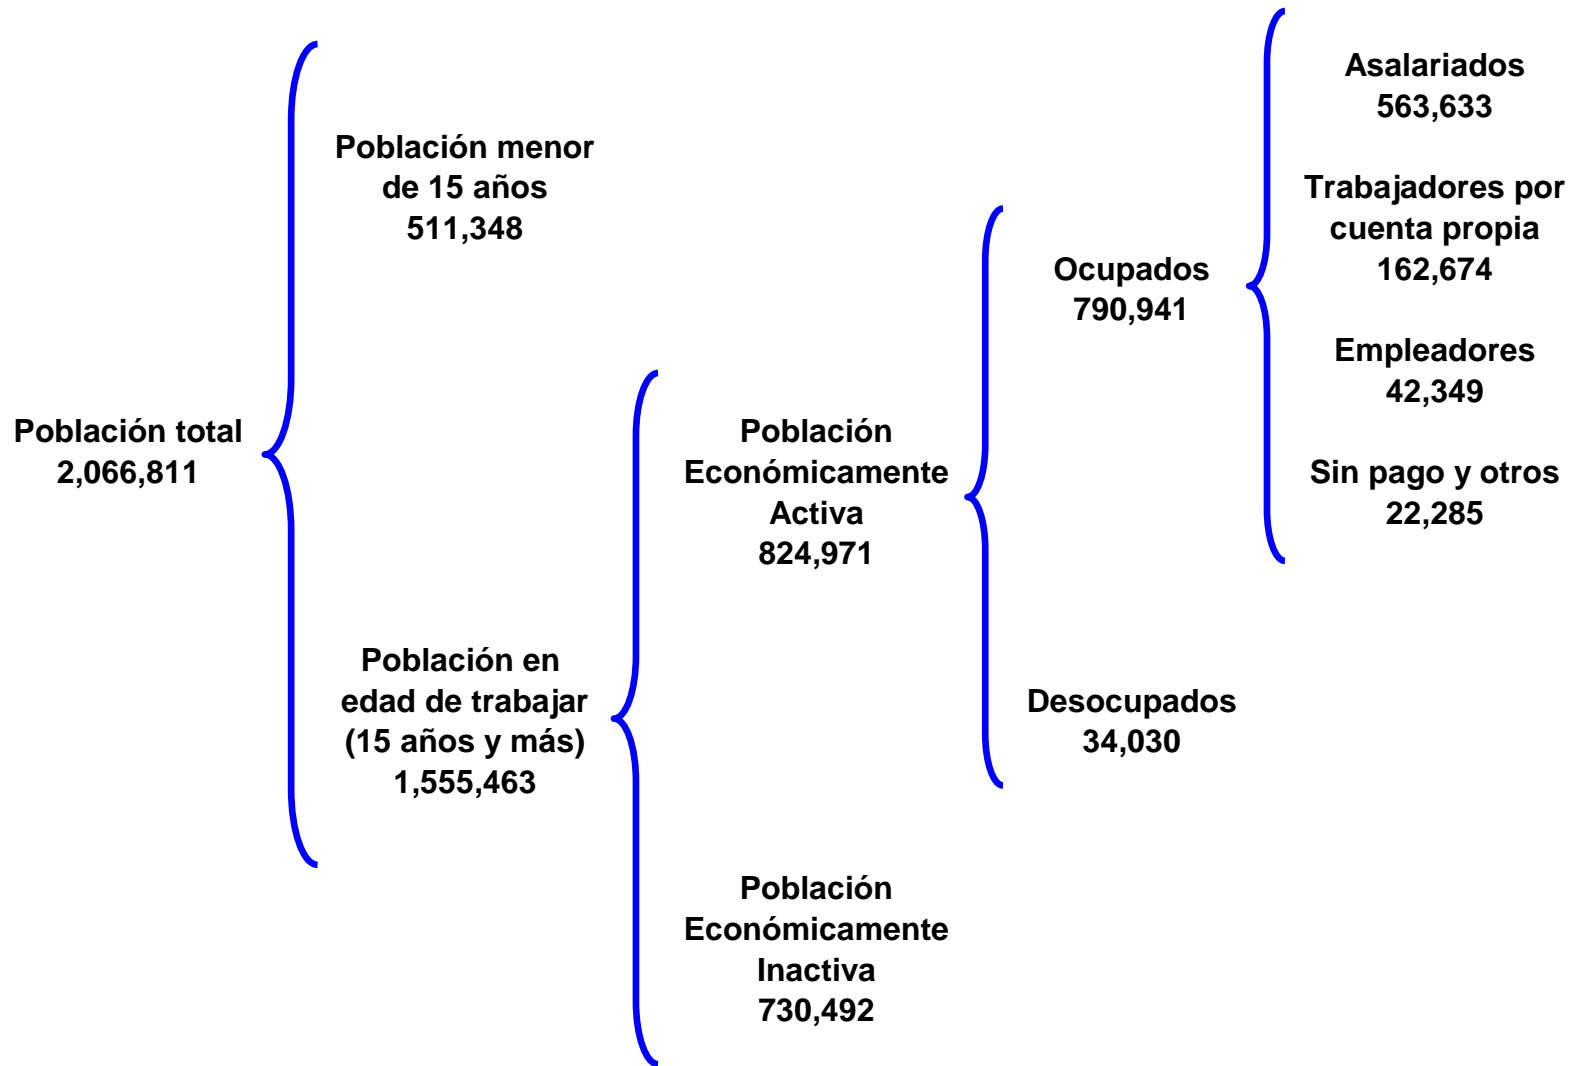 Población total
2,066,811
Población menor
de 15 años
511,348
Población en
edad de trabajar
(15 años y más)
1,555,463
Población
Económicamente
Activa
824,971
Población
Económicamente
Inactiva
730,492
Ocupados
790,941
Desocupados
34,030
Asalariados
563,633
Trabajadores por
cuenta propia
162,674
Empleadores
42,349
Sin pago y otros
22,285